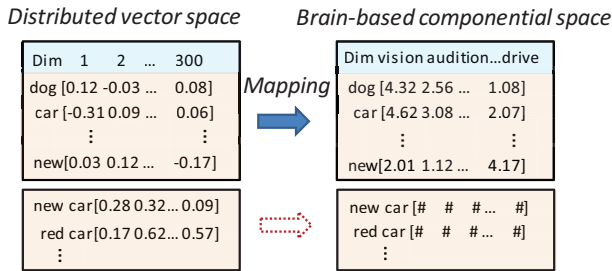 Distributed vector space
Brain-based componential space
Dim 1 2 ... 300
dog [0.12 -0.03 ... 0.08]
car [-0.31 0.09 ... 0.06]
⋮ ⋮
new[0.03 0.12 ... -0.17]
Mapping
Dim vision audition...drive
dog [4.32 2.56 ... 1.08]
car [4.62 3.08 ... 2.07]
⋮ ⋮
new[2.01 1.12 ... 4.17]
new car[0.28 0.32... 0.09]
red car[0.17 0.62... 0.57]
⋮
new car [# # #... #]
red car [# # #... #]
⋮